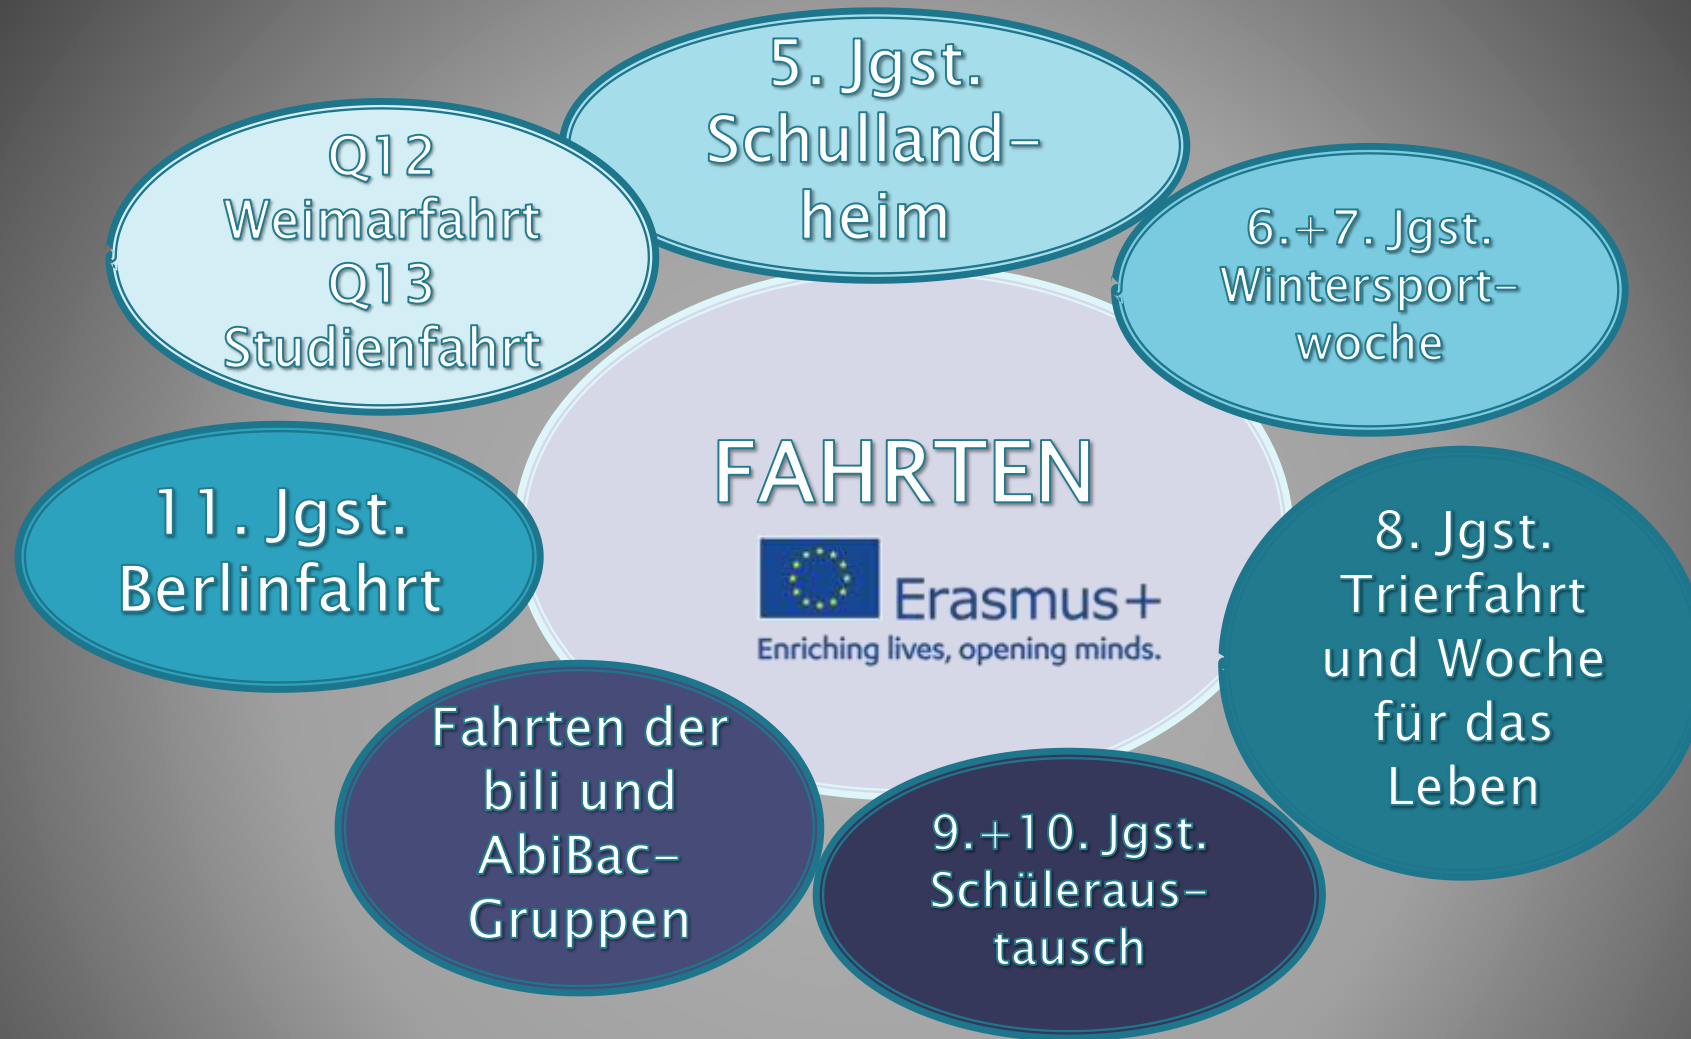 5. Jgst.
Schulland-
heim
6.+7. Jgst.
Wintersport-
woche
8. Jgst.
Trierfahrt
und Woche
für das
Leben
9.+10. Jgst.
Schüleraus-
tausch
Fahrten der
bili und
AbiBac-
Gruppen
11. Jgst.
Berlinfahrt
Q12
Weimarfahrt
Q13
Studienfahrt
FAHRTEN
Erasmus+
Enriching lives, opening minds.